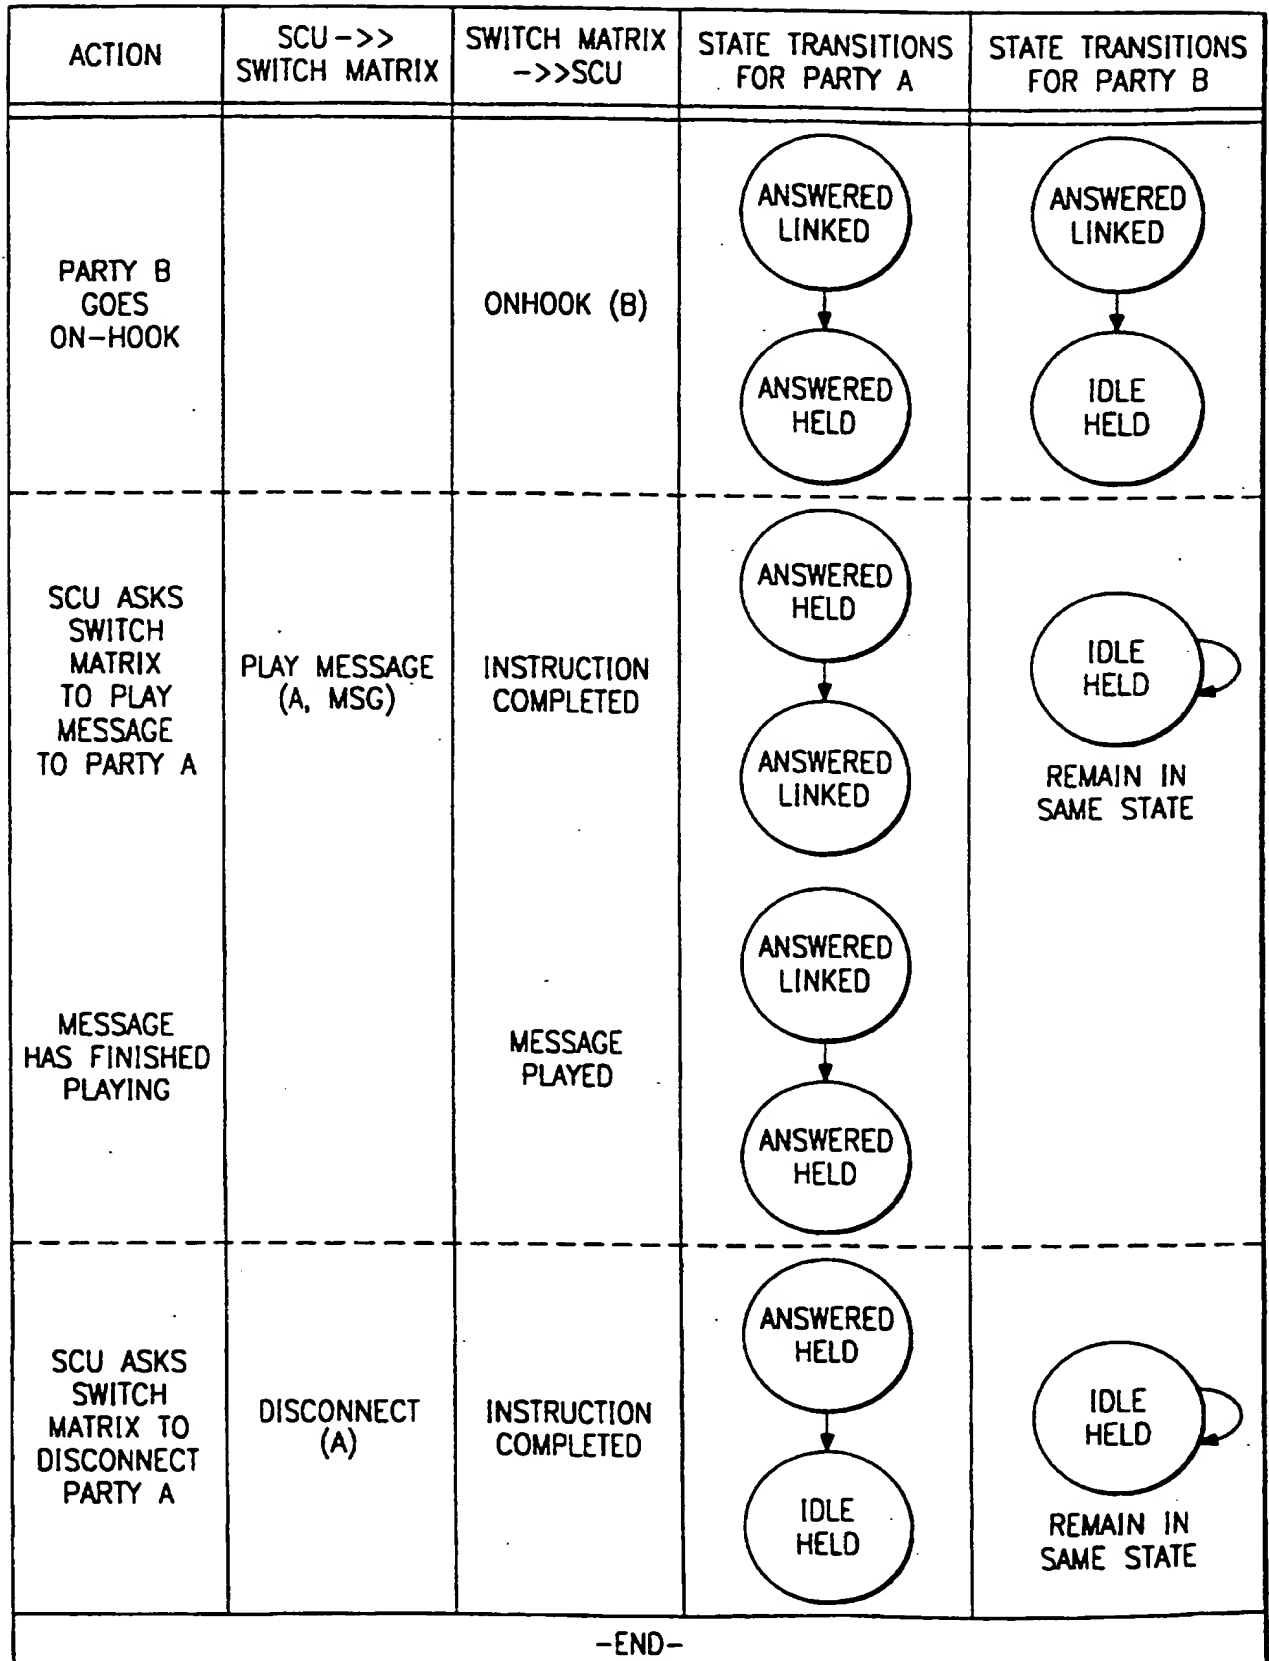 ACTION
SCU->>
SWITCH MATRIX
SWITCH MATRIX
->>SCU
STATE TRANSITIONS
FOR PARTY A
STATE TRANSITIONS
FOR PARTY B
PARTY B
GOES
ON-HOOK
ONHOOK (B)
ANSWERED
LINKED
ANSWERED
HELD
ANSWERED
LINKED
IDLE
HELD
SCU ASKS
SWITCH
MATRIX
TO PLAY
MESSAGE
TO PARTY A
PLAY MESSAGE
(A, MSG)
INSTRUCTION
COMPLETED
ANSWERED
HELD
ANSWERED
LINKED
IDLE
HELD
REMAIN IN
SAME STATE
MESSAGE
HAS FINISHED
PLAYING
MESSAGE
PLAYED
ANSWERED
LINKED
ANSWERED
HELD
SCU ASKS
SWITCH
MATRIX TO
DISCONNECT
PARTY A
DISCONNECT
(A)
INSTRUCTION
COMPLETED
ANSWERED
HELD
IDLE
HELD
IDLE
HELD
REMAIN IN
SAME STATE
-END-